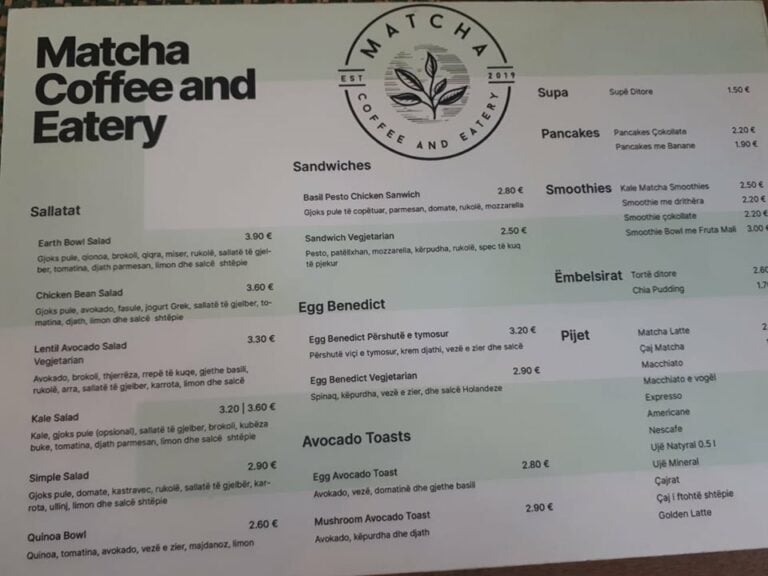 Matcha
Coffee and
Eatery
MATCHA
EST 2019
COFFEE AND EATERY
Sallatat
Earth Bowl Salad 3.90 €
Gjoks pule, qionoa, brokoli, qiqra, miser, rukolë, sallatë të gjel-
ber, tomatina, djath parmesan, limon dhe salcë shtëpie
Chicken Bean Salad 3.60 €
Gjoks pule, avokado, fasule, jogurt Grek, sallatë të gjelber, to-
matina, djath, limon dhe salcë shtëpie
Lentil Avocado Salad 3.30 €
Vegjetarian
Avokado, brokoli, thjerrëza, rrepë të kuqe, gjethe basili,
rukolë, arra, sallatë të gjelber, karrota, limon dhe salcë
Kale Salad 3.20 | 3.60 €
Kale, gjoks pule (opsional), sallatë të gjelber, brokoli, kubëza
buke, tomatina, djath parmesan, limon dhe salcë shtëpie
Simple Salad 2.90 €
Gjoks pule, domate, kastravec, rukolë, sallatë të gjelbër, kar-
rota, ullinj, limon dhe salcë shtëpie
Quinoa Bowl 2.60 €
Quinoa, tomatina, avokado, vezë e zier, majdanoz, limon
Sandwiches
Basil Pesto Chicken Sanwich 2.80 €
Gjoks pule të copëtuar, parmesan, domate, rukolë, mozzarella
Sandwich Vegjetarian 2.50 €
Pesto, patëllxhan, mozzarella, kërpudha, rukolë, spec të kuq
të pjekur
Egg Benedict
Egg Benedict Përshutë e tymosur 3.20 €
Përshutë viçi e tymosur, krem djathi, vezë e zier dhe salcë
Egg Benedict Vegjetarian 2.90 €
Spinaq, këpurdha, vezë e zier, dhe salcë Holandeze
Avocado Toasts
Egg Avocado Toast 2.80 €
Avokado, vezë, domatinë dhe gjethe basili
Mushroom Avocado Toast 2.90 €
Avokado, këpurdha dhe djath
Supa Supë Ditore 1.50 €
Pancakes Pancakes Çokollate 2.20 €
Pancakes me Banane 1.90 €
Smoothies Kale Matcha Smoothies 2.50 €
Smoothie me drithëra 2.20 €
Smoothie çokollate 2.20 €
Smoothie Bowl me Fruta Mali 3.00 €
Ëmbelsirat Tortë ditore 2.60
Chia Pudding 1.7
Pijet Matcha Latte 2.
Çaj Matcha
Macchiato
Macchiato e vogël
Expresso
Americane
Nescafe
Ujë Natyral 0.5 l
Ujë Mineral
Çajrat
Çaj i ftohtë shtëpie
Golden Latte